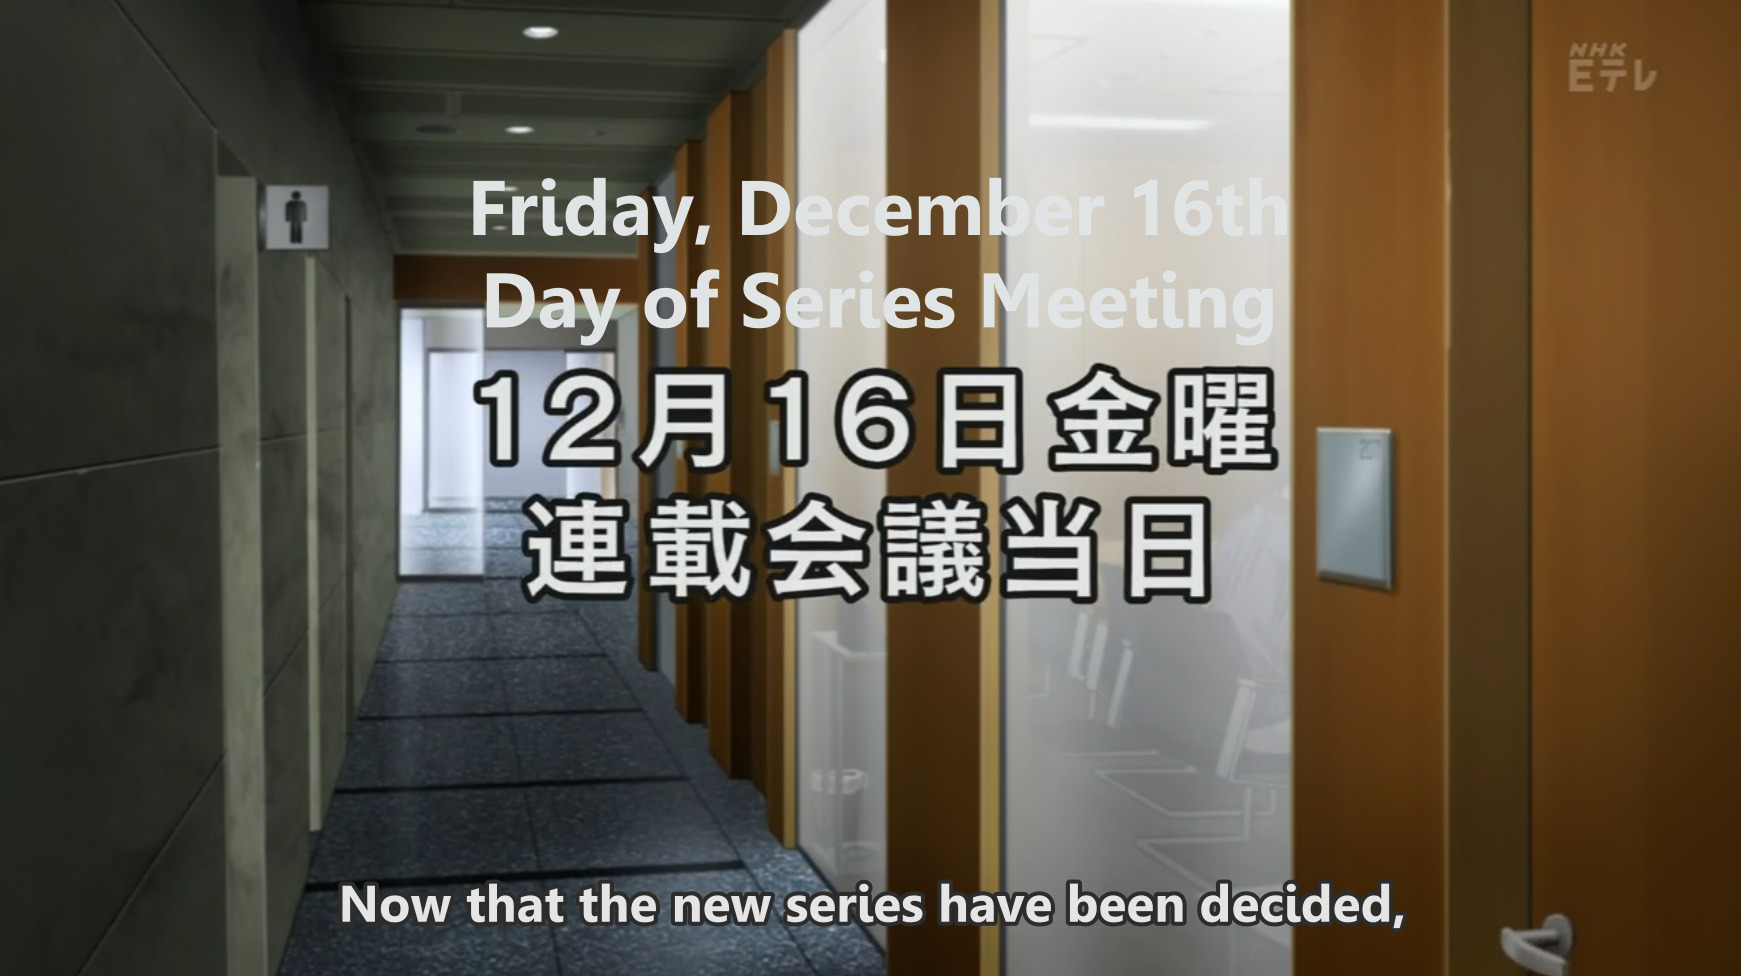 NHK
Eテレ
Friday, December 16th
Day of Series Meeting
12月16日金曜
連載会議当日
207
Now that the new series have been decided,